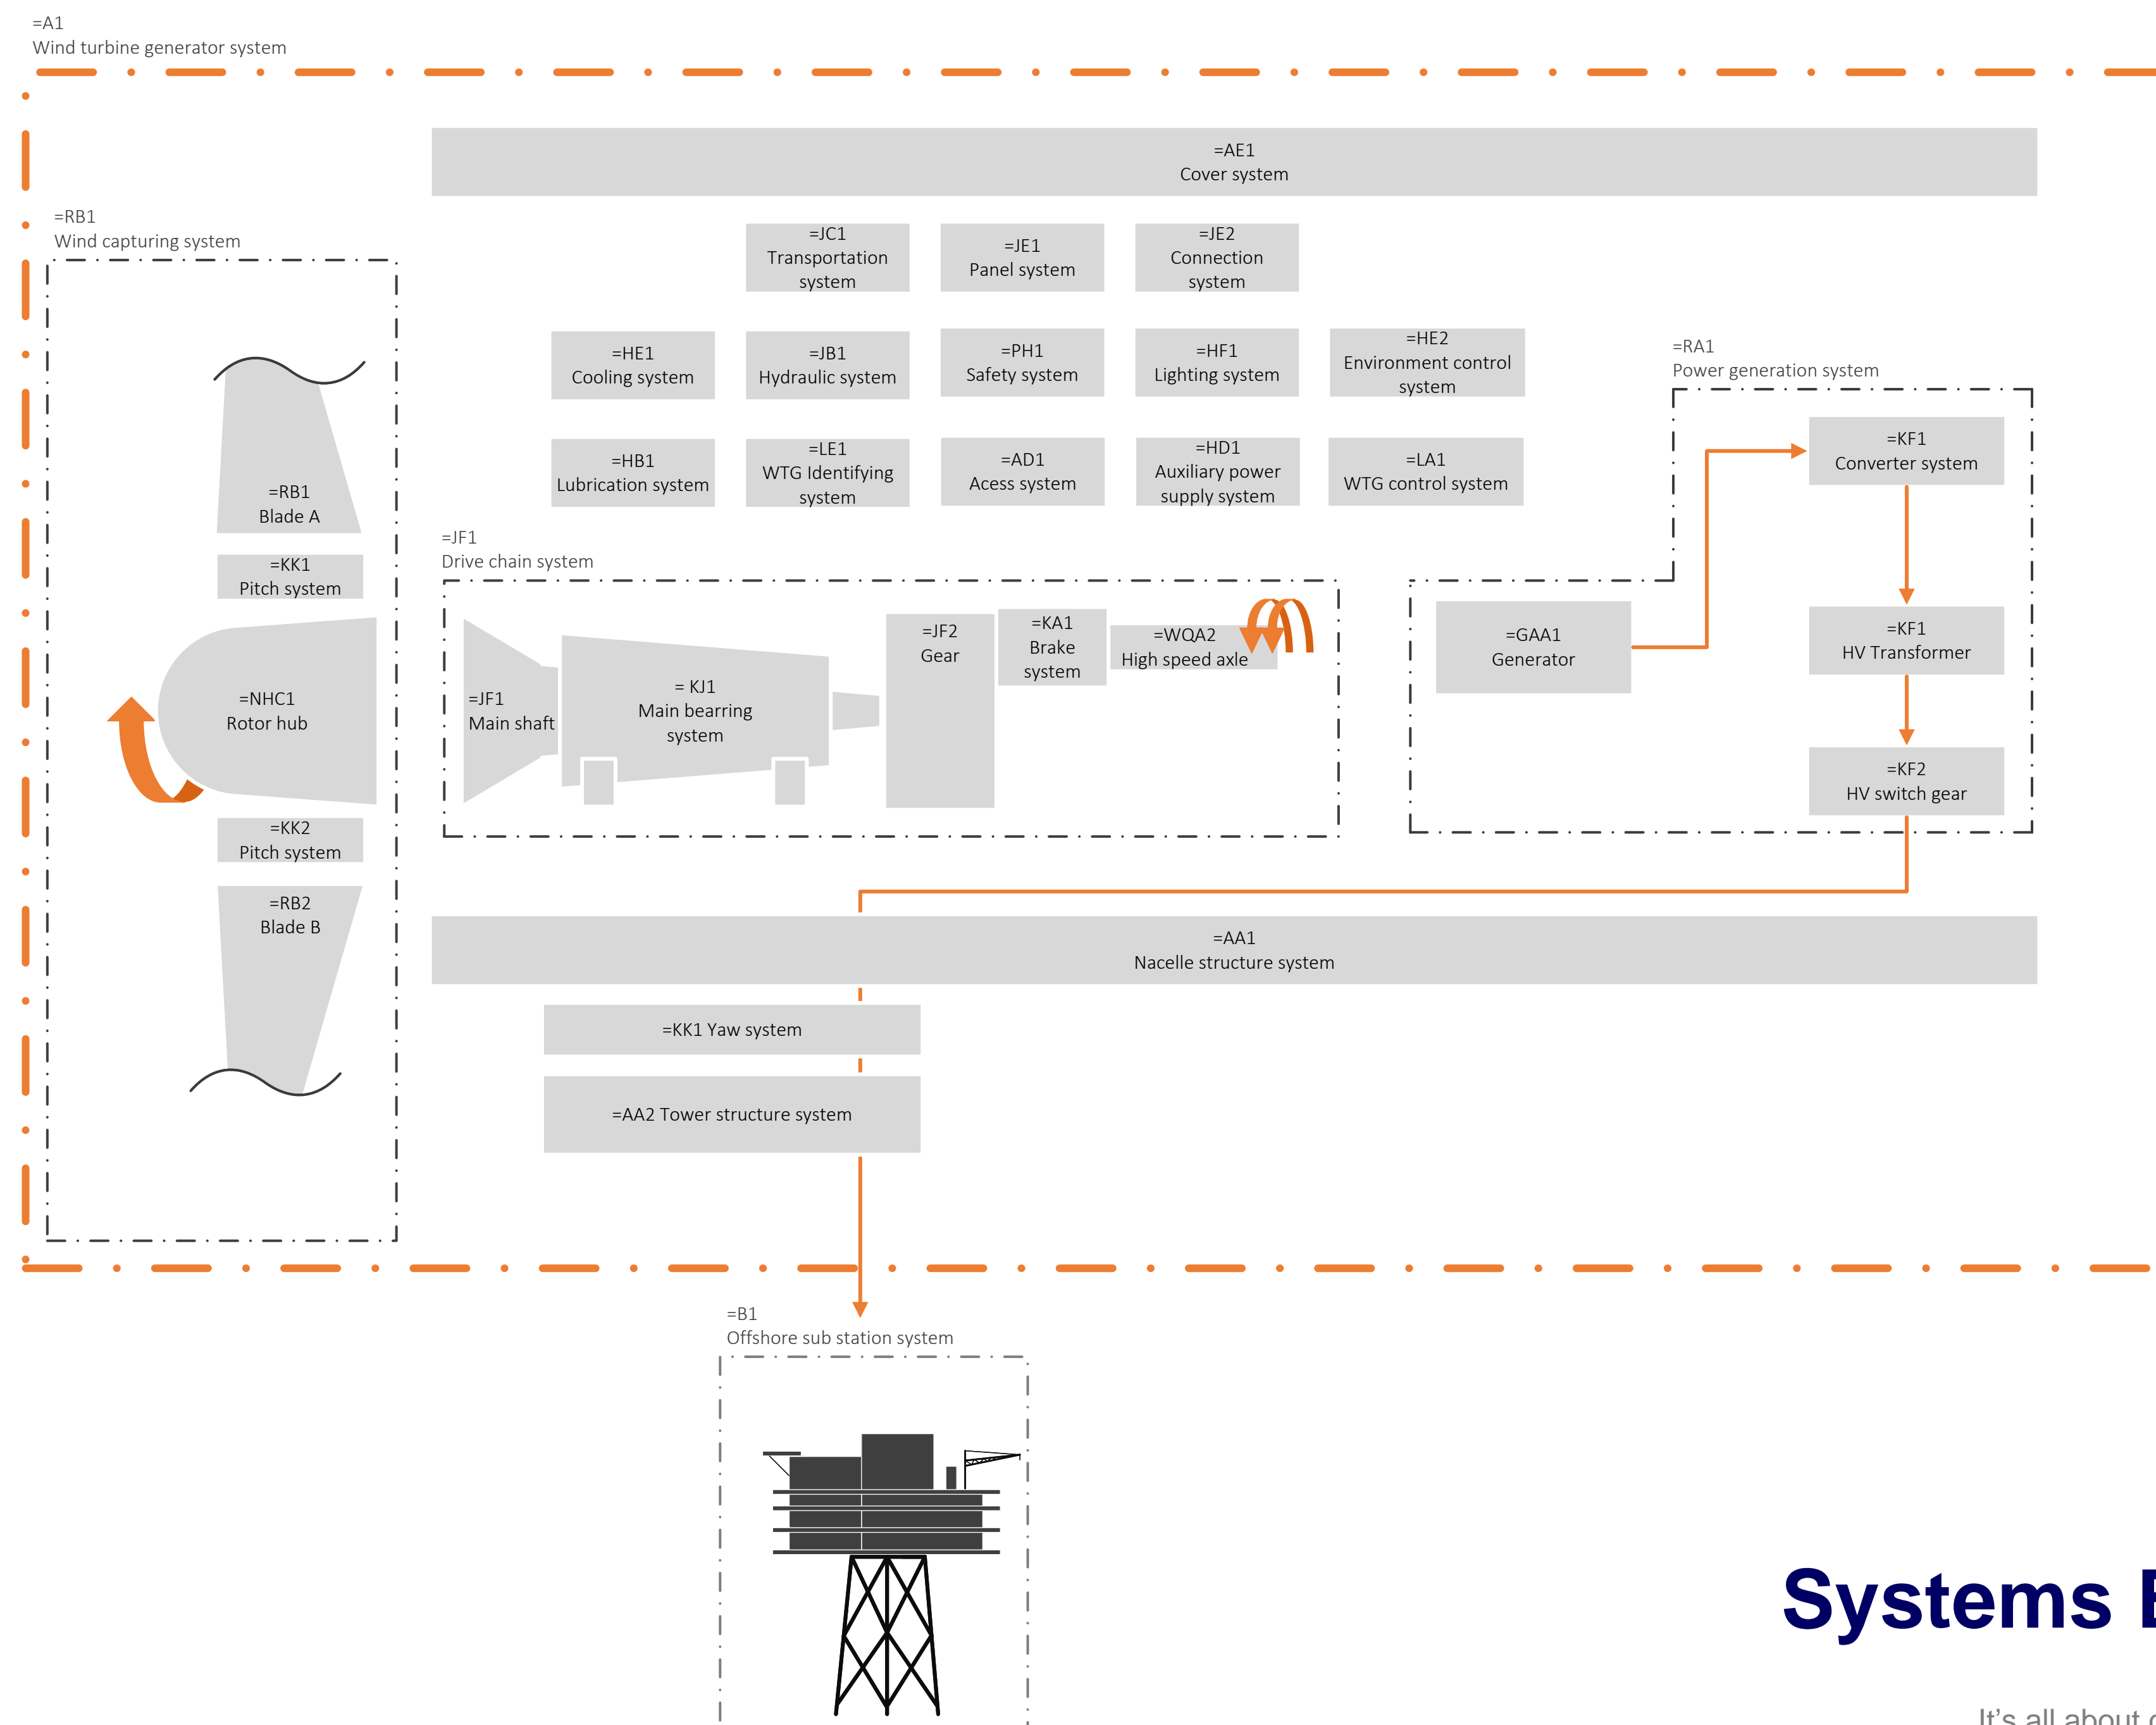 =A1
Wind turbine generator system
=AE1
Cover system
=RB1
Wind capturing system
=JC1
Transportation
system
=JE1
Panel system
=JE2
Connection
system
=HE1
Cooling system
=JB1
Hydraulic system
=PH1
Safety system
=HF1
Lighting system
=HE2
Environment control
system
=RA1
Power generation system
=KF1
Converter system
=HB1
Lubrication system
=LE1
WTG Identifying
system
=AD1
Acess system
=HD1
Auxiliary power
supply system
=LA1
WTG control system
=RB1
Blade A
=KK1
Pitch system
=JF1
Drive chain system
=NHC1
Rotor hub
=JF1
Main shaft
= KJ1
Main bearring
system
=JF2
Gear
=KA1
Brake
system
=WQA2
High speed axle
=GAA1
Generator
=KF1
HV Transformer
=KF2
HV switch gear
=KK2
Pitch system
=RB2
Blade B
=AA1
Nacelle structure system
=KK1 Yaw system
=AA2 Tower structure system
=B1
Offshore sub station system
Systems
It's all about